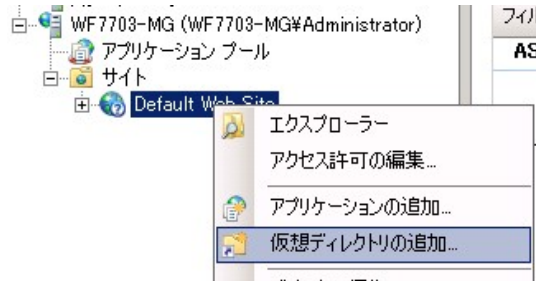 WF7703-MG (WF7703-MG¥Administrator)
アプリケーション プール
サイト
Default Web Site
エクスプローラー
アクセス許可の編集...
アプリケーションの追加...
仮想ディレクトリの追加...
フィル
AS